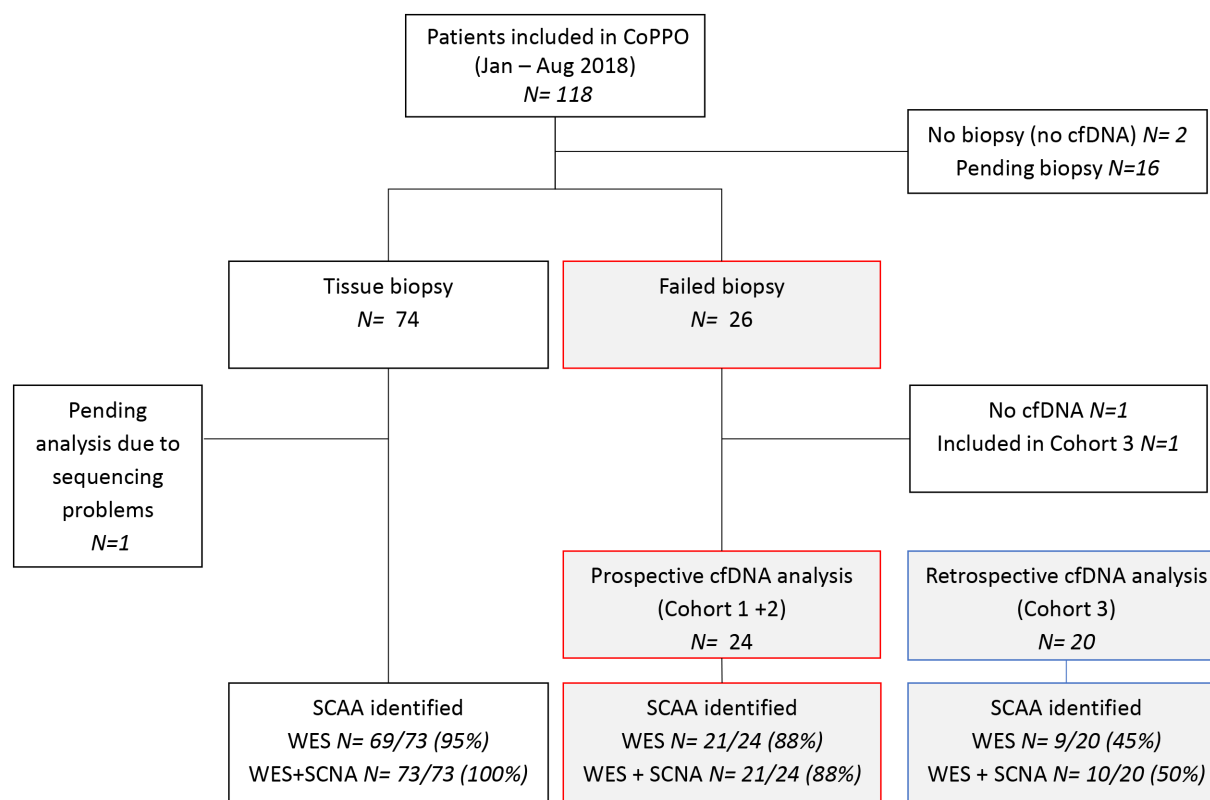 Patients included in CoPPO
(Jan – Aug 2018)
N= 118
No biopsy (no cfDNA) N= 2
Pending biopsy N=16
Tissue biopsy
N= 74
Failed biopsy
N= 26
Pending
analysis due to
sequencing
problems
N=1
No cfDNA N=1
Included in Cohort 3 N=1
Prospective cfDNA analysis
(Cohort 1 +2)
N= 24
Retrospective cfDNA analysis
(Cohort 3)
N= 20
SCAA identified
WES N= 69/73 (95%)
WES+SCNA N= 73/73 (100%)
SCAA identified
WES N= 21/24 (88%)
WES + SCNA N= 21/24 (88%)
SCAA identified
WES N= 9/20 (45%)
WES + SCNA N= 10/20 (50%)